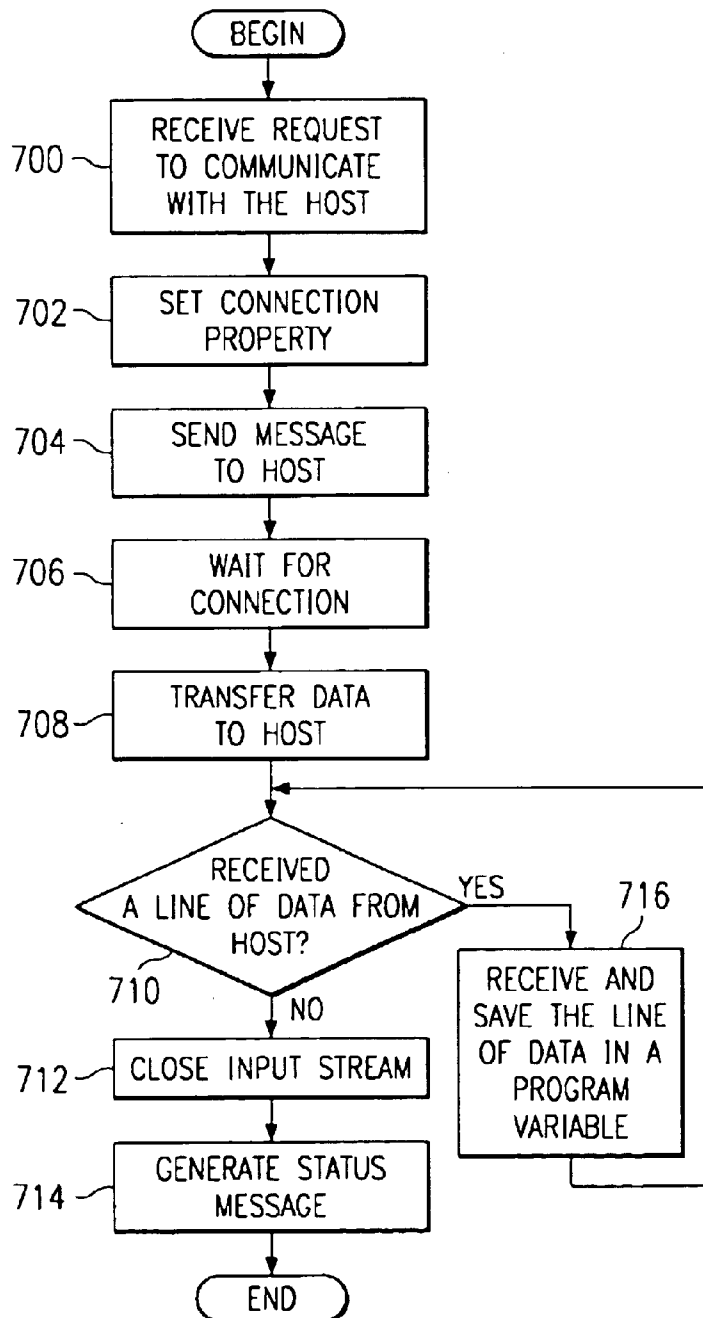 BEGIN
700
RECEIVE REQUEST
TO COMMUNICATE
WITH THE HOST
702
SET CONNECTION
PROPERTY
704
SEND MESSAGE
TO HOST
706
WAIT FOR
CONNECTION
708
TRANSFER DATA
TO HOST
RECEIVED
A LINE OF DATA FROM
HOST?
710
YES
NO
716
RECEIVE AND
SAVE THE LINE
OF DATA IN A
PROGRAM
VARIABLE
712
CLOSE INPUT STREAM
714
GENERATE STATUS
MESSAGE
END